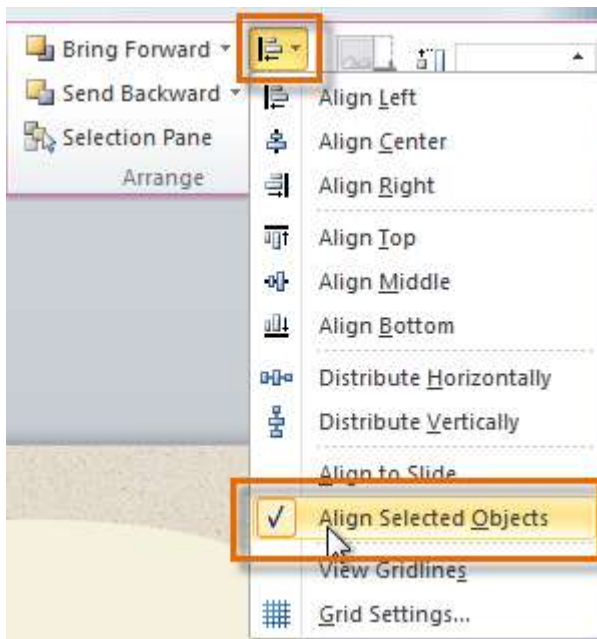 Bring Forward
Send Backward
Selection Pane
Arrange
Align Left
Align Center
Align Right
Align Top
Align Middle
Align Bottom
Distribute Horizontally
Distribute Vertically
Align to Slide
Align Selected Objects
View Gridlines
Grid Settings...